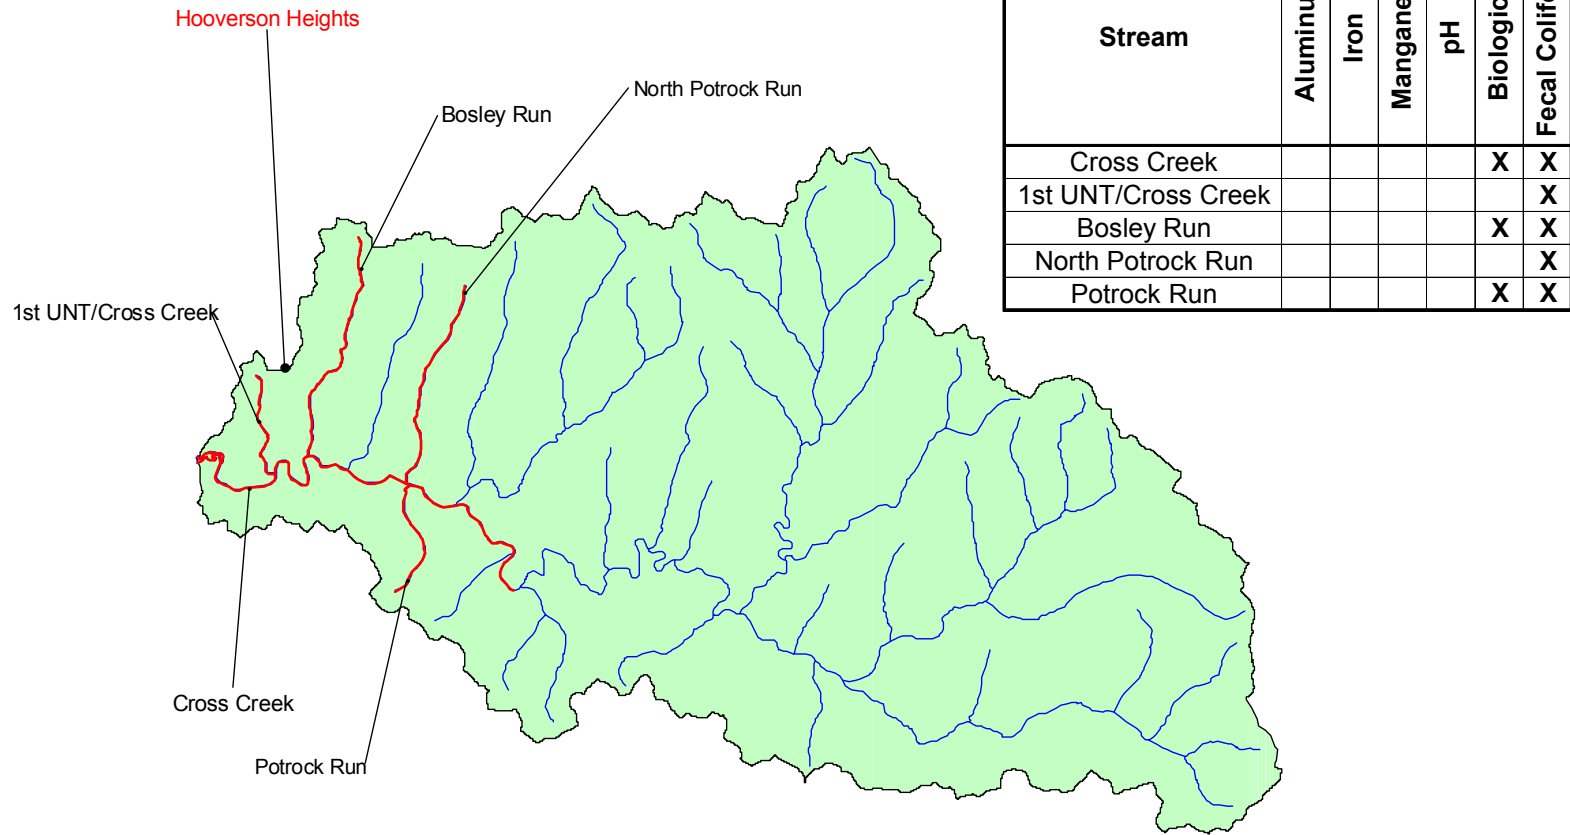 Hooverson Heights
North Potrock Run
Bosley Run
1st UNT/Cross Creek
Cross Creek
Potrock Run
Stream Iron pH
Cross Creek X X
1st UNT/Cross Creek X
Bosley Run X X
North Potrock Run X
Potrock Run X X